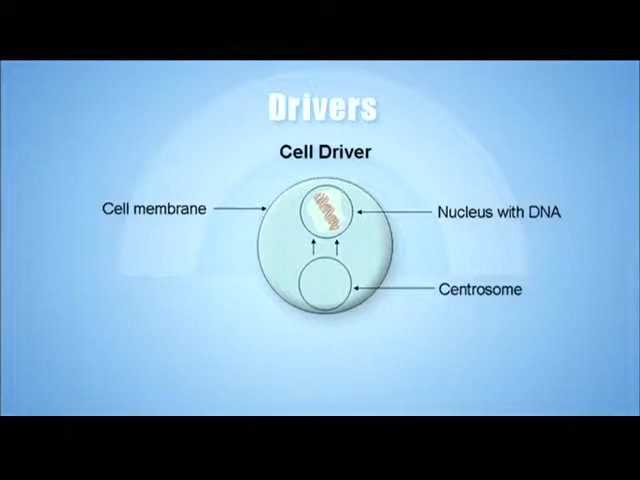 Drivers
Cell Driver
Cell membrane
Nucleus with DNA
Centrosome